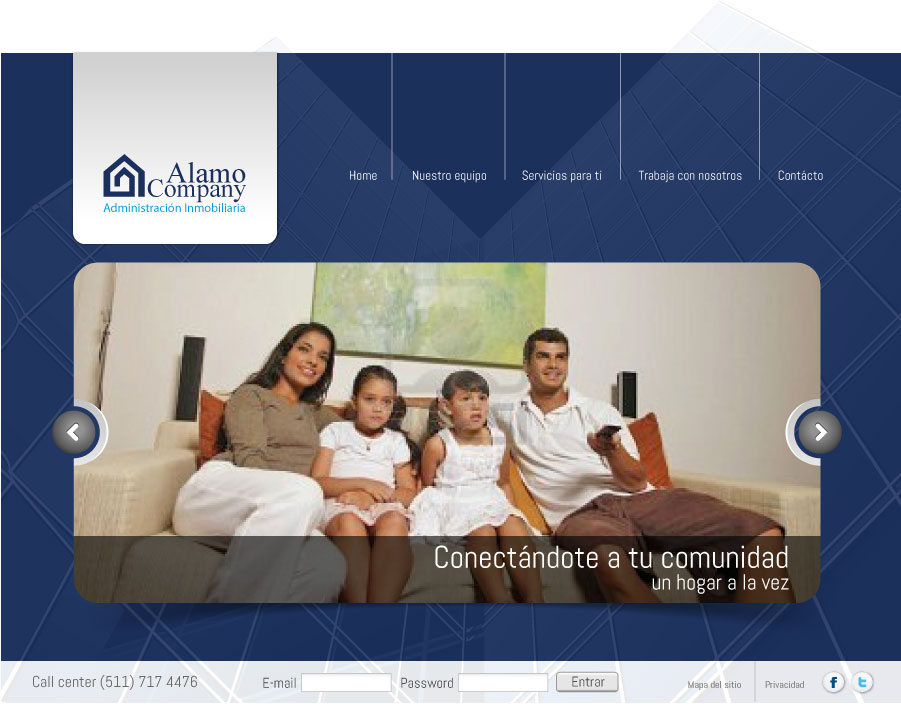 Alamo
Company
Administración Inmobiliaria
Home
Nuestro equipo
Servicios para ti
Trabaja con nosotros
Contácto
Conectándote a tu comunidad
un hogar a la vez
Call center (511) 717 4476
E-mail
Password
Entrar
Mapa del sitio
Privacidad